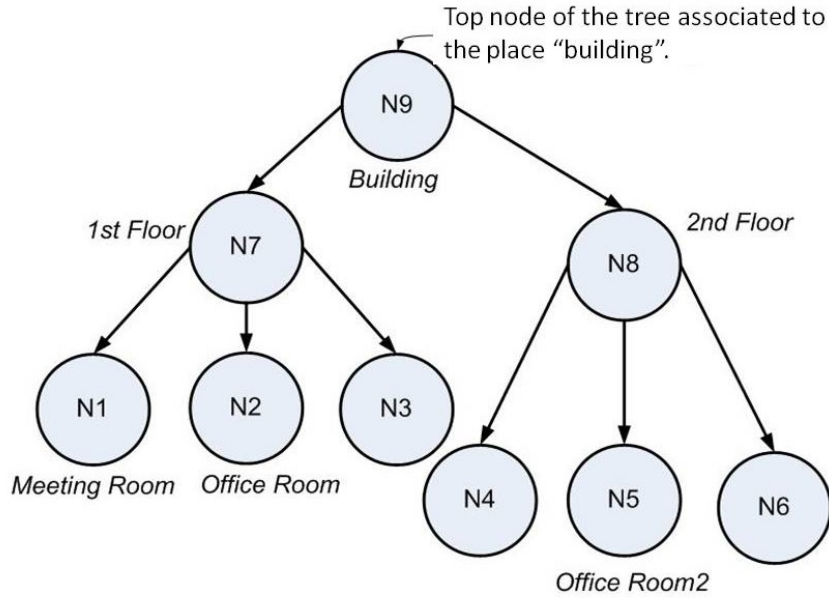 Top node of the tree associated to
the place “building”.
N9
Building
1st Floor
2nd Floor
N7
N8
N1
N2
N3
Meeting Room
Office Room
N4
N5
N6
Office Room2